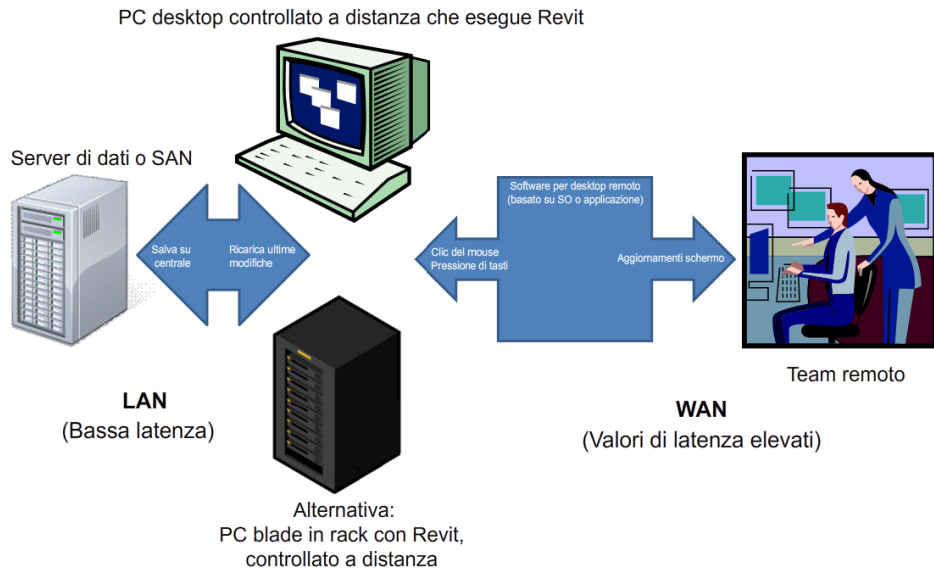 PC desktop controllato a distanza che esegue Revit
Server di dati o SAN
Salva su
centrale
Ricarica ultime
modifiche
Software per desktop remoto
(basato su SO o applicazione)
Clic del mouse
Pressione di tasti
Aggiornamenti schermo
Team remoto
LAN
(Bassa latenza)
WAN
(Valori di latenza elevati)
Alternativa:
PC blade in rack con Revit,
controllato a distanza